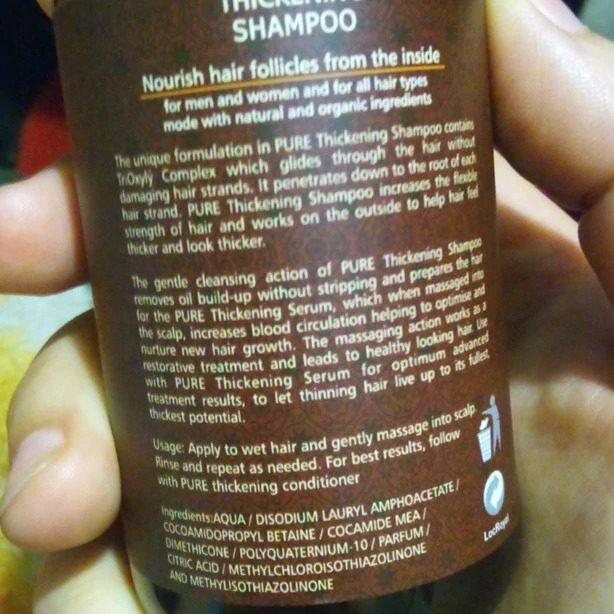 THICKENING
SHAMPOO
Nourish hair follicles from the inside
for men and women and for all hair types
mode with natural and organic ingredients
The unique formulation in PURE Thickening Shampoo contains
TriOxyly Complex which glides through the hair without
damaging hair strands. It penetrates down to the root of each
hair strand. PURE Thickening Shampoo increases the flexible
strength of hair and works on the outside to help hair feel
thicker and look thicker.
The gentle cleansing action of PURE Thickening Shampoo
removes oil build-up without stripping and prepares the hair
for the PURE Thickening Serum, which when massaged into
the scalp, increases blood circulation helping to optimise and
nurture new hair growth. The massaging action works as a
restorative treatment and leads to healthy looking hair. Use
with PURE Thickening Serum for optimum advanced
treatment results, to let thinning hair live up to its fullest,
thickest potential.
Usage: Apply to wet hair and gently massage into scalp.
Rinse and repeat as needed. For best results, follow
with PURE thickening conditioner
Ingredients:AQUA / DISODIUM LAURYL AMPHOACETATE /
COCOAMIDOPROPYL BETAINE / COCAMIDE MEA /
DIMETHICONE / POLYQUATERNIUM-10 / PARFUM /
CITRIC ACID / METHYLCHLOROISOTHIAZOLINONE
AND METHYLISOTHIAZOLINONE